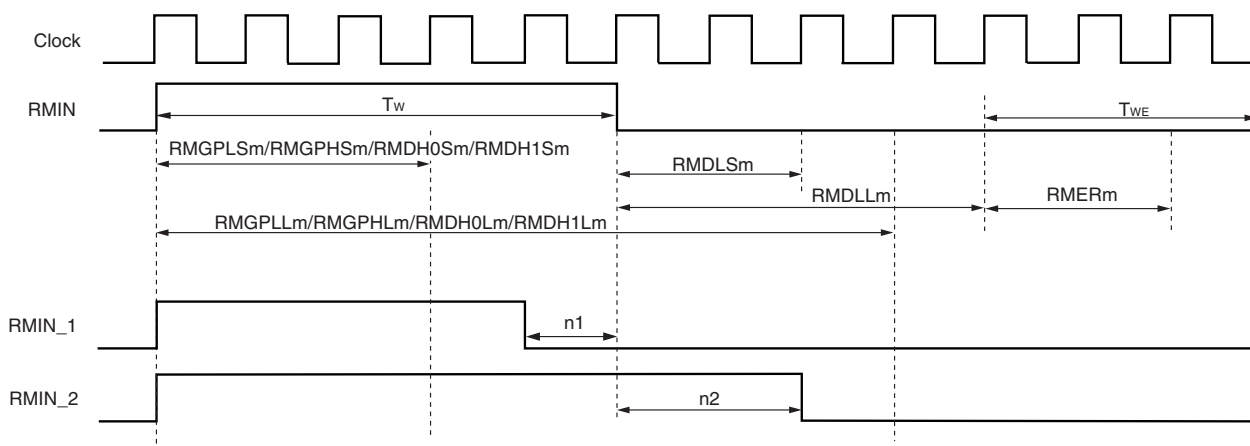 Clock
RMIN
TW
TWE
RMGPLSm/RMGPHSm/RMDH0Sm/RMDH1Sm
RMDLSm
RMDLLm
RMERm
RMGPLLm/RMGPHLm/RMDH0Lm/RMDH1Lm
RMIN_1
n1
RMIN_2
n2